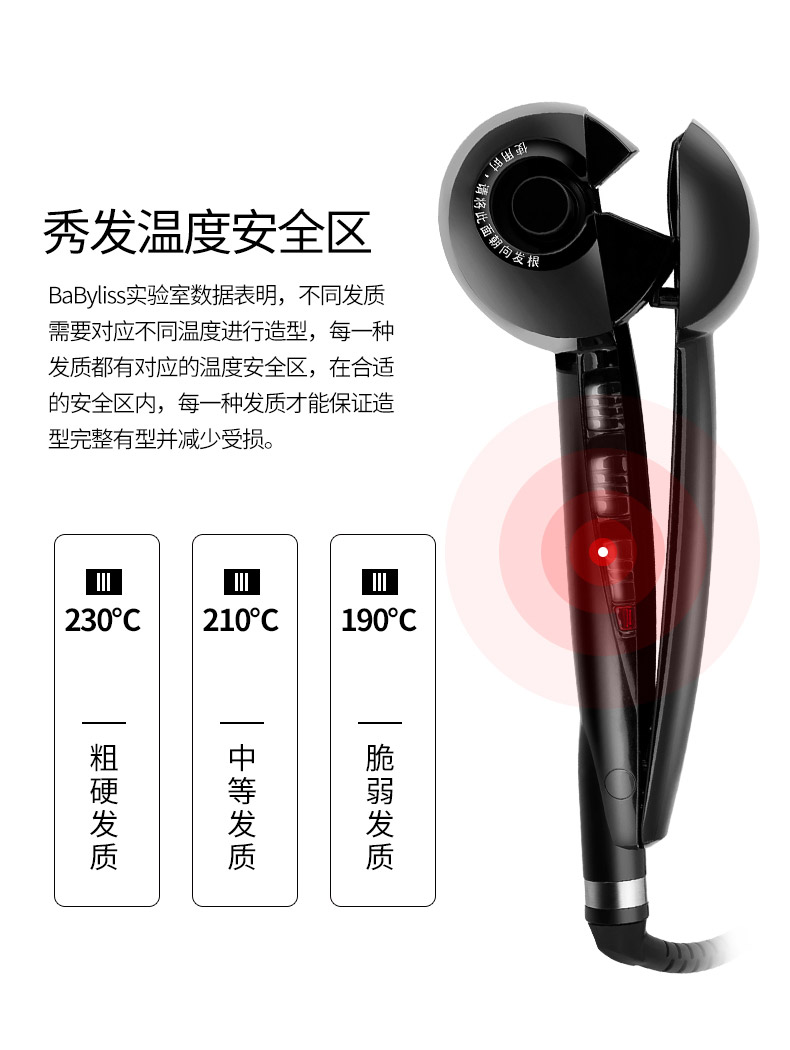 秀发温度安全区
BaByliss实验室数据表明，不同发质
需要对应不同温度进行造型，每一种
发质都有对应的温度安全区，在合适
的安全区内，每一种发质才能保证造
型完整有型并减少受损。
使用时，请将此面朝向发根
230°C
粗硬发质
210°C
中等发质
190°C
脆弱发质